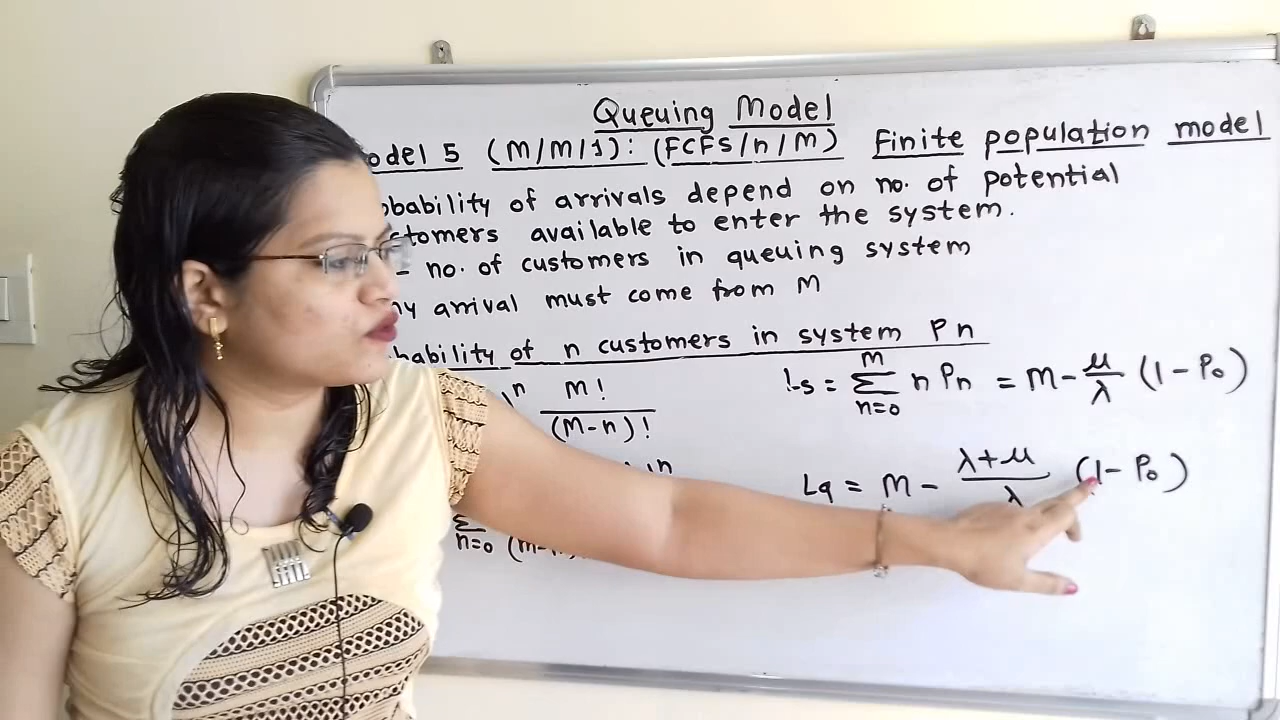 Queuing Model
odel 5 (M/M/1): (FCFS/n/M) Finite population model
obability of arrivals depend on no. of potential
stomers available to enter the system.
= no. of customers in queuing system
ny arrival must come from M
bability of n customers in system Pn
n M! / (M-n)!
Ls = M Σ n=0 n Pn = M - μ/λ (1 - P₀)
Lq = M - (λ+μ)/λ (1 - P₀)
Σ n=0